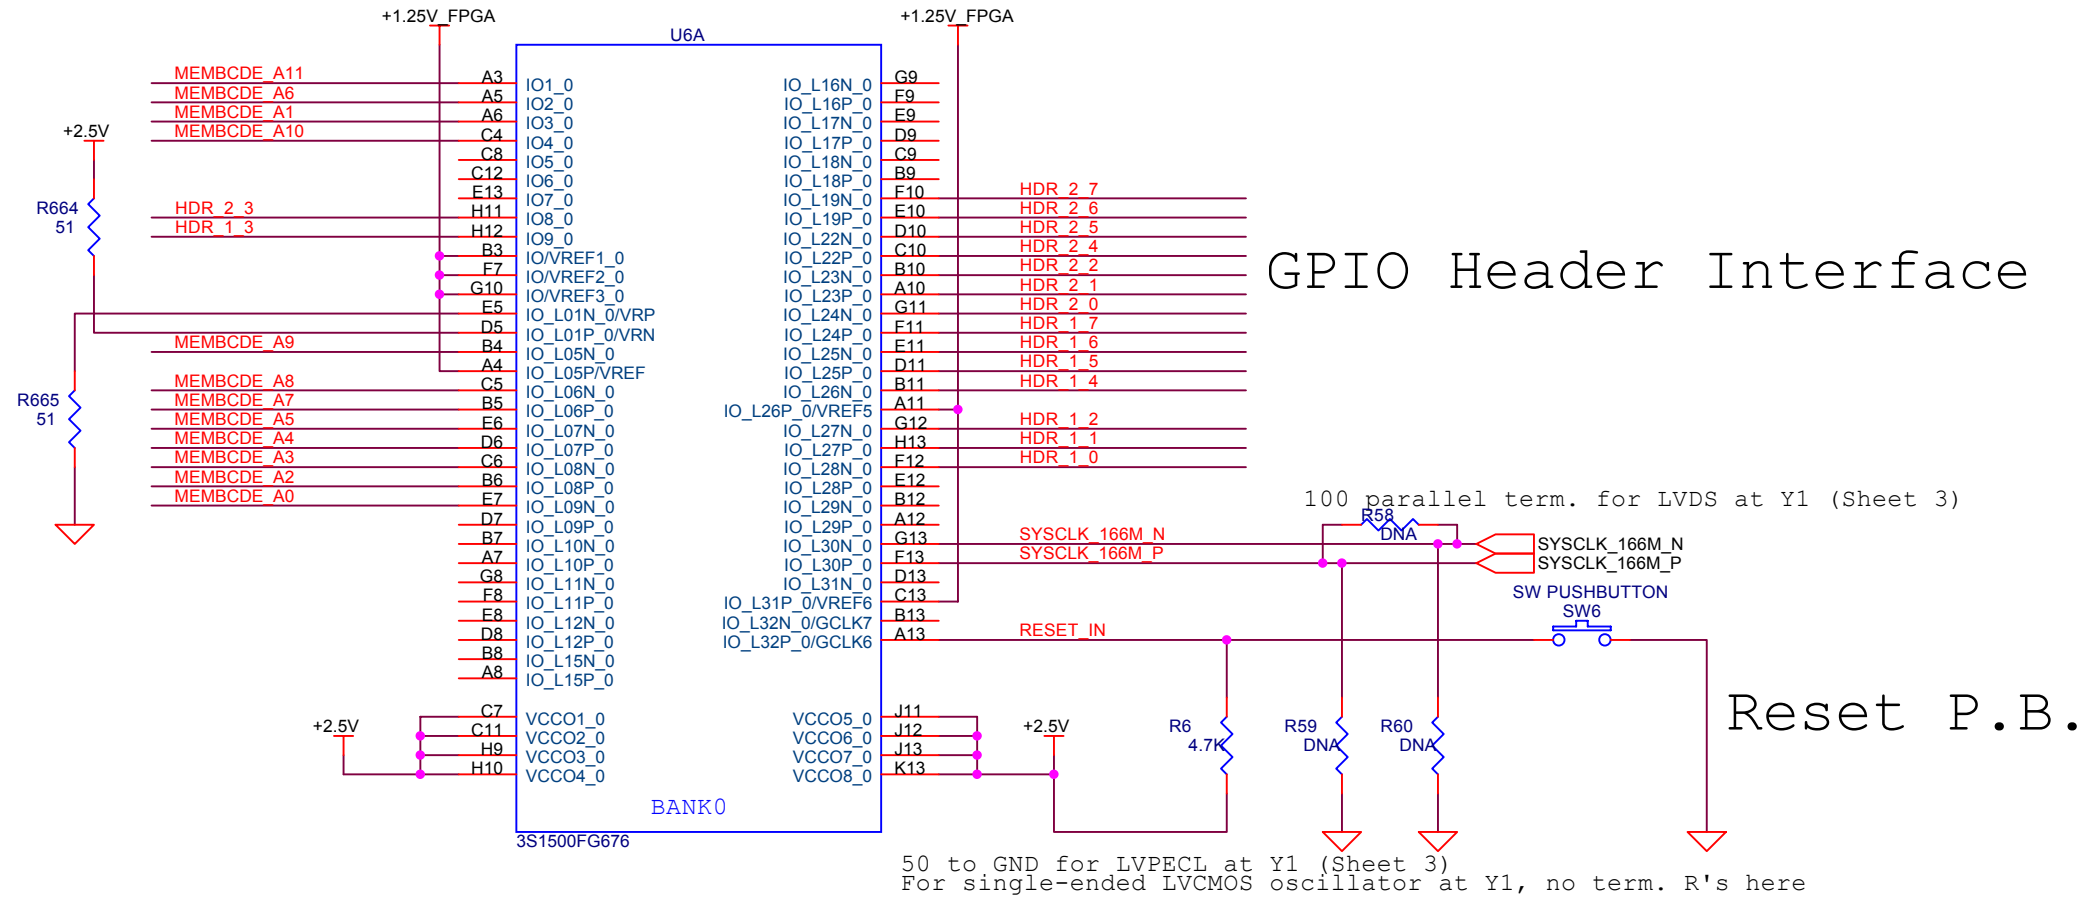 +1.25V_FPGA
+1.25V_FPGA
U6A
MEMBCDE_A11 A3 IO1_0 IO_L16N_0 G9
MEMBCDE_A6 A5 IO2_0 IO_L16P_0 F9
MEMBCDE_A1 A6 IO3_0 IO_L17N_0 E9
+2.5V MEMBCDE_A10 C4 IO4_0 IO_L17P_0 D9
C8 IO5_0 IO_L18N_0 C9
C12 IO6_0 IO_L18P_0 B9
E13 IO7_0 IO_L19N_0 F10 HDR_2_7
R664 HDR_2_3 H11 IO8_0 IO_L19P_0 E10 HDR_2_6
51 HDR_1_3 H12 IO9_0 IO_L22N_0 D10 HDR_2_5
B3 IO/VREF1_0 IO_L22P_0 C10 HDR_2_4
F7 IO/VREF2_0 IO_L23N_0 B10 HDR_2_2
GPIO Header Interface
G10 IO/VREF3_0 IO_L23P_0 A10 HDR_2_1
E5 IO_L01N_0/VRP IO_L24N_0 G11 HDR_2_0
D5 IO_L01P_0/VRN IO_L24P_0 F11 HDR_1_7
MEMBCDE_A9 B4 IO_L05N_0 IO_L25N_0 E11 HDR_1_6
A4 IO_L05P/VREF IO_L25P_0 D11 HDR_1_5
MEMBCDE_A8 C5 IO_L06N_0 IO_L26N_0 B11 HDR_1_4
R665 MEMBCDE_A7 B5 IO_L06P_0 IO_L26P_0/VREF5 A11
51 MEMBCDE_A5 E6 IO_L07N_0 IO_L27N_0 G12 HDR_1_2
MEMBCDE_A4 D6 IO_L07P_0 IO_L27P_0 H13 HDR_1_1
MEMBCDE_A3 C6 IO_L08N_0 IO_L28N_0 F12 HDR_1_0
MEMBCDE_A2 B6 IO_L08P_0 IO_L28P_0 E12
MEMBCDE_A0 E7 IO_L09N_0 IO_L29N_0 B12
100 parallel term. for LVDS at Y1 (Sheet 3)
R58
DNA
D7 IO_L09P_0 IO_L29P_0 A12
B7 IO_L10N_0 IO_L30N_0 G13 SYSCLK_166M_N SYSCLK_166M_N
A7 IO_L10P_0 IO_L30P_0 F13 SYSCLK_166M_P SYSCLK_166M_P
G8 IO_L11N_0 IO_L31N_0 D13
SW PUSHBUTTON
SW6
F8 IO_L11P_0 IO_L31P_0/VREF6 C13
E8 IO_L12N_0 IO_L32N_0/GCLK7 B13
D8 IO_L12P_0 IO_L32P_0/GCLK6 A13 RESET_IN
B8 IO_L15N_0
A8 IO_L15P_0
Reset P.B.
C7 VCCO1_0 VCCO5_0 J11
+2.5V C11 VCCO2_0 VCCO6_0 J12 +2.5V
H9 VCCO3_0 VCCO7_0 J13
H10 VCCO4_0 VCCO8_0 K13
R6 R59 R60
4.7K DNA DNA
BANK0
3S1500FG676
50 to GND for LVPECL at Y1 (Sheet 3)
For single-ended LVCMOS oscillator at Y1, no term. R's here